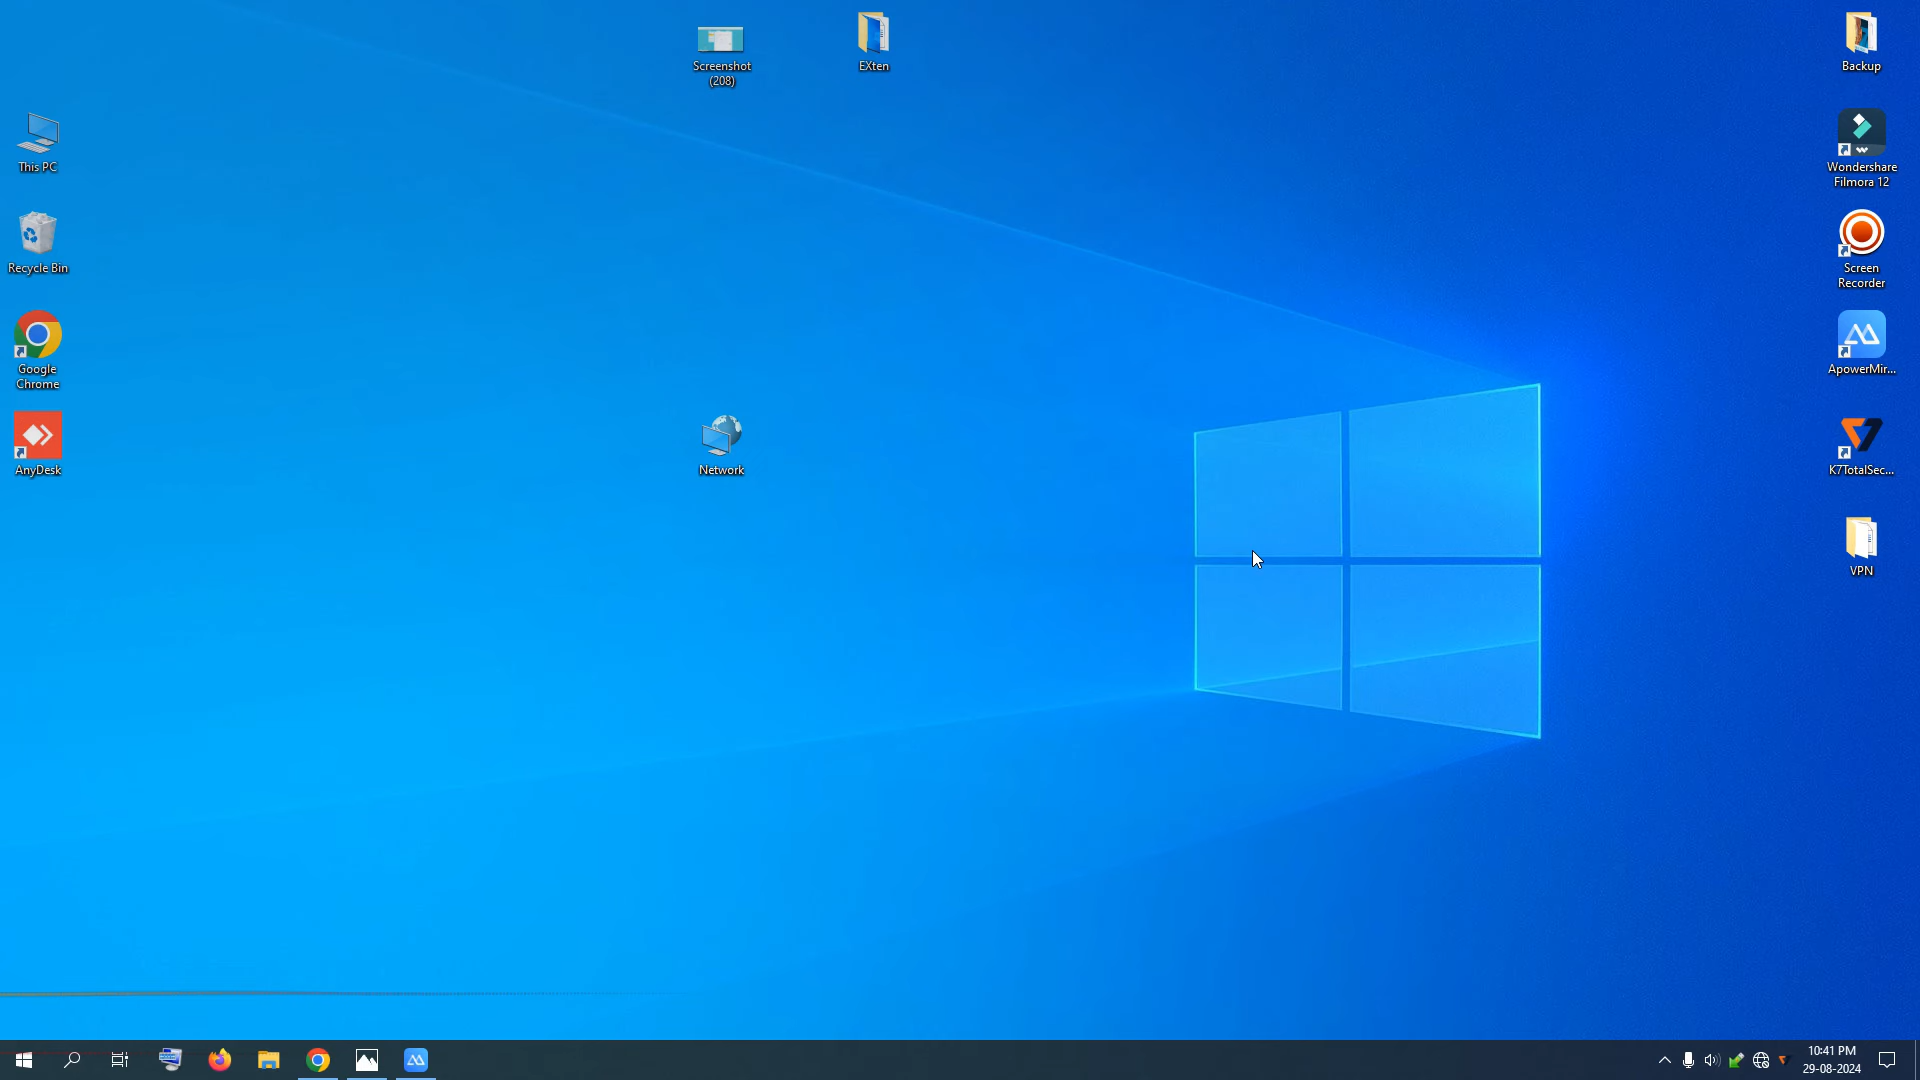 Screenshot
(208)
EXten
Backup
This PC
Wondershare
Filmora 12
Recycle Bin
Screen
Recorder
Google
Chrome
ApowerMir...
AnyDesk
Network
K7TotalSec...
VPN
10:41 PM
29-08-2024